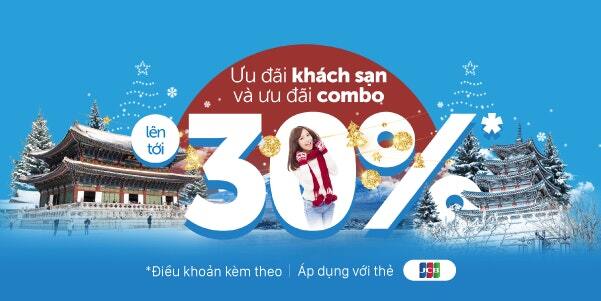 Ưu đãi khách sạn
và ưu đãi combo
lên
tới
30%*
*Điều khoản kèm theo | Áp dụng với thẻ JCB